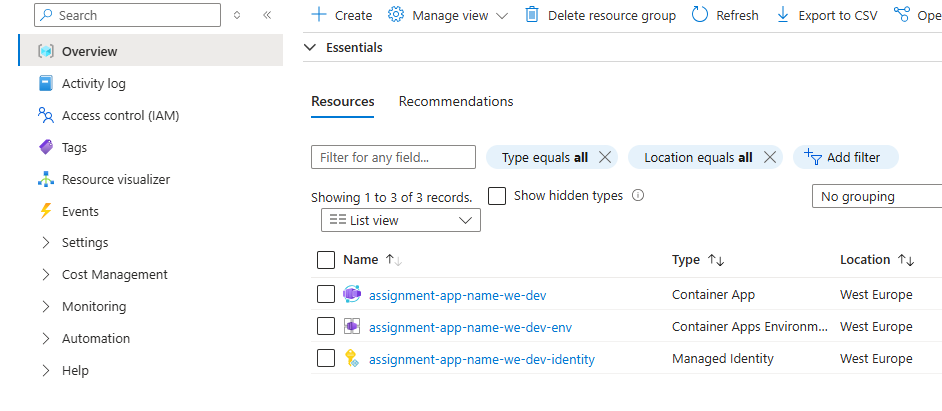 Search
Create Manage view Delete resource group Refresh Export to CSV Ope
Essentials
Overview
Activity log
Access control (IAM)
Tags
Resource visualizer
Events
Settings
Cost Management
Monitoring
Automation
Help
Resources Recommendations
Filter for any field... Type equals all Location equals all Add filter
Showing 1 to 3 of 3 records. Show hidden types No grouping
List view
Name Type Location
assignment-app-name-we-dev Container App West Europe
assignment-app-name-we-dev-env Container Apps Environm... West Europe
assignment-app-name-we-dev-identity Managed Identity West Europe